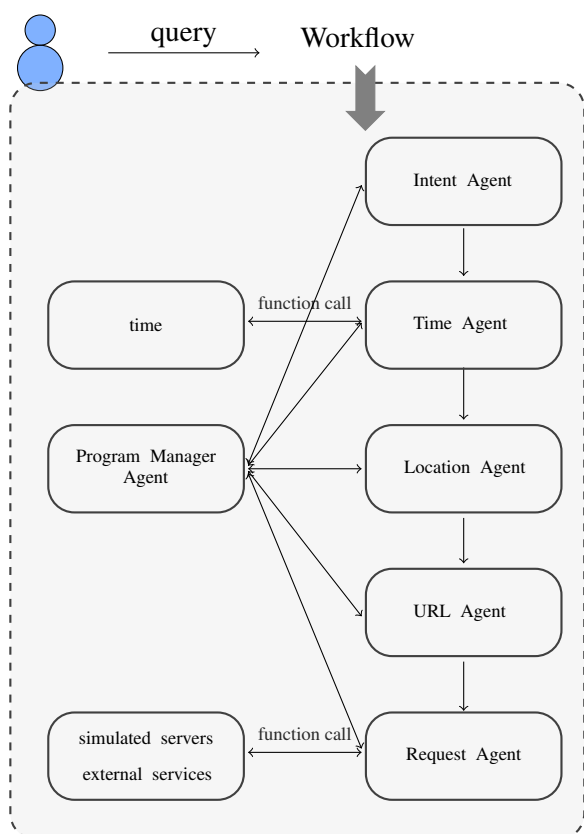 query
Workflow
Intent Agent
function call
time
Time Agent
Program Manager
Agent
Location Agent
URL Agent
simulated servers
external services
function call
Request Agent